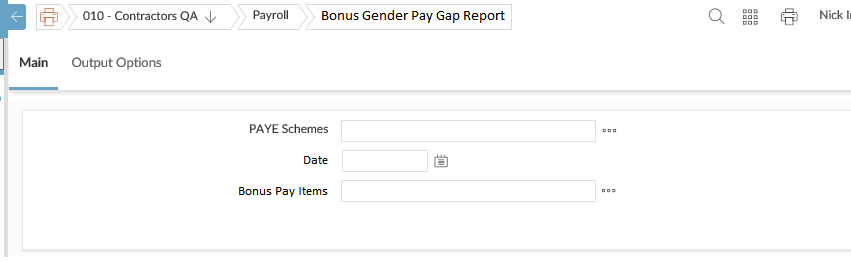 010 - Contractors QA
Payroll
Bonus Gender Pay Gap Report
Nick
Main
Output Options
PAYE Schemes
Date
Bonus Pay Items